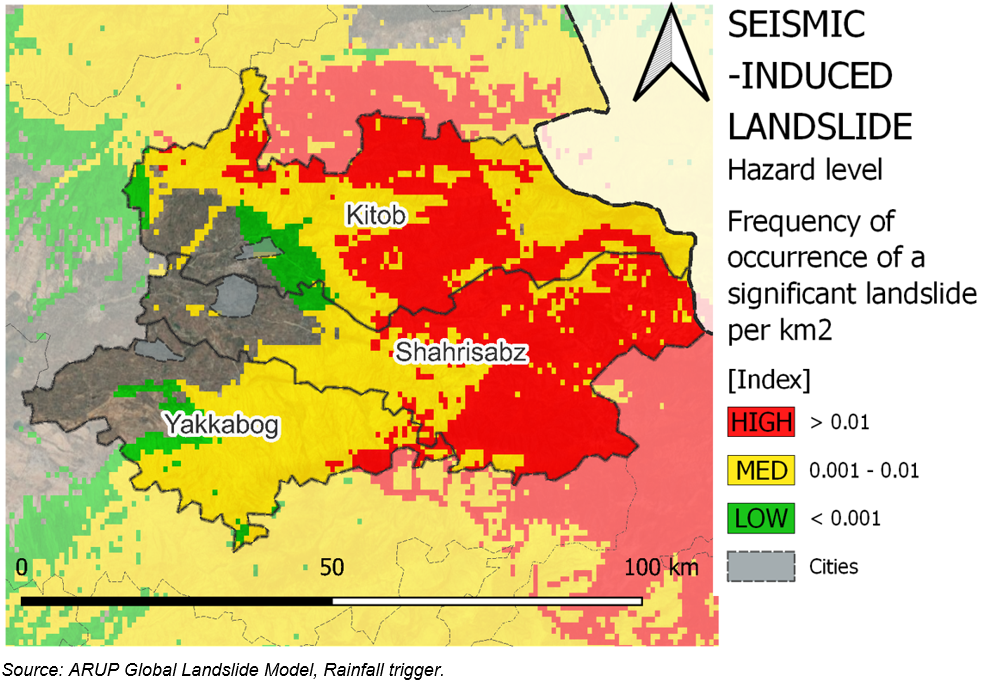 SEISMIC
-INDUCED
LANDSLIDE
Hazard level
Frequency of
occurrence of a
significant landslide
per km2
[Index]
HIGH > 0.01
MED 0.001 - 0.01
LOW < 0.001
Cities
Kitob
Shahrisabz
Yakkabog
0 50 100 km
Source: ARUP Global Landslide Model, Rainfall trigger.